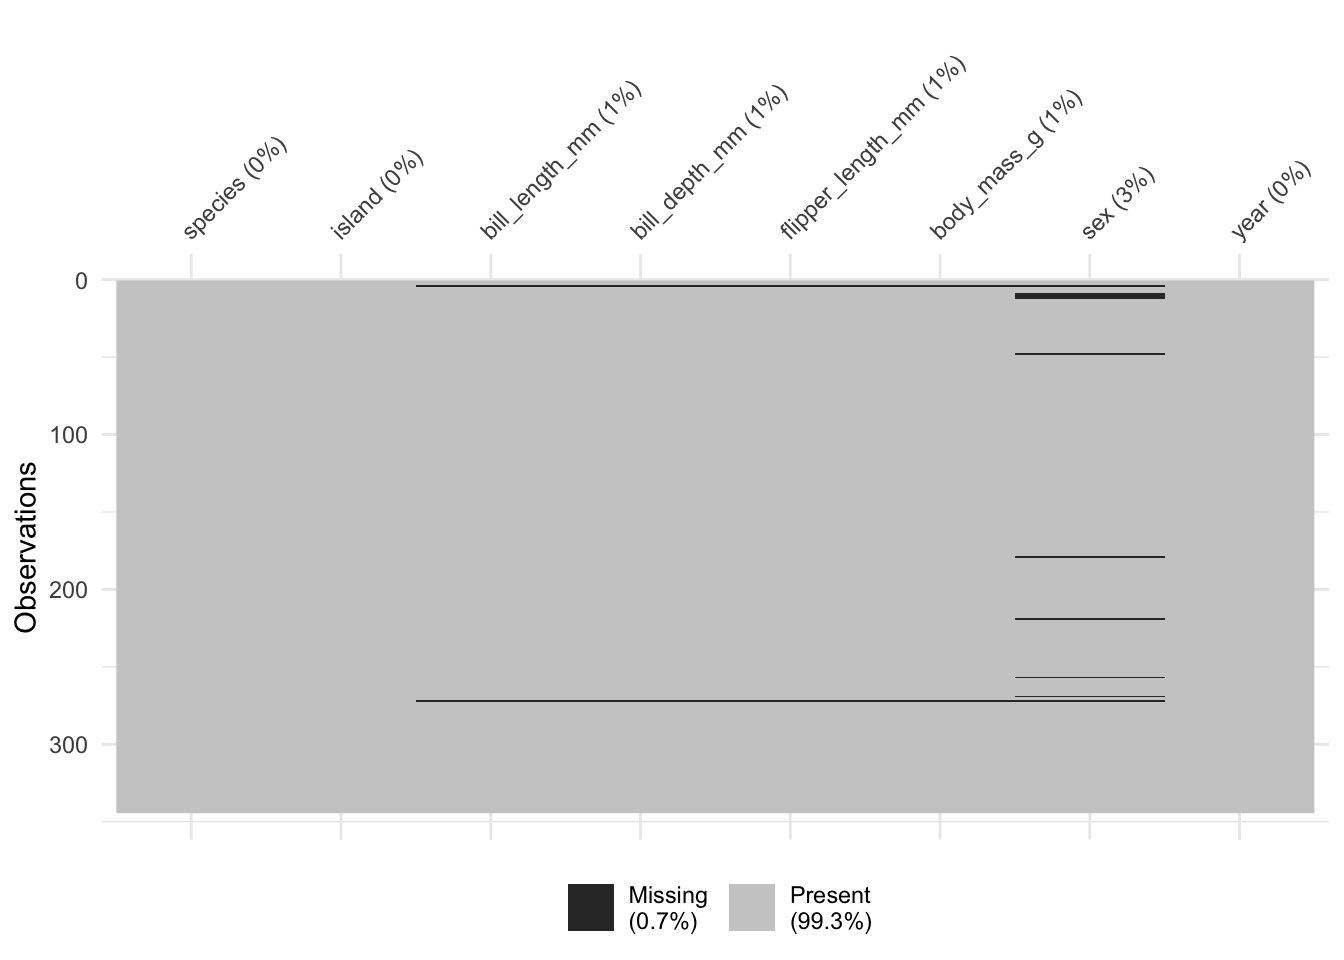 species (0%)
island (0%)
bill_length_mm (1%)
bill_depth_mm (1%)
flipper_length_mm (1%)
body_mass_g (1%)
sex (3%)
year (0%)
0
100
200
300
Observations
Missing
(0.7%)
Present
(99.3%)